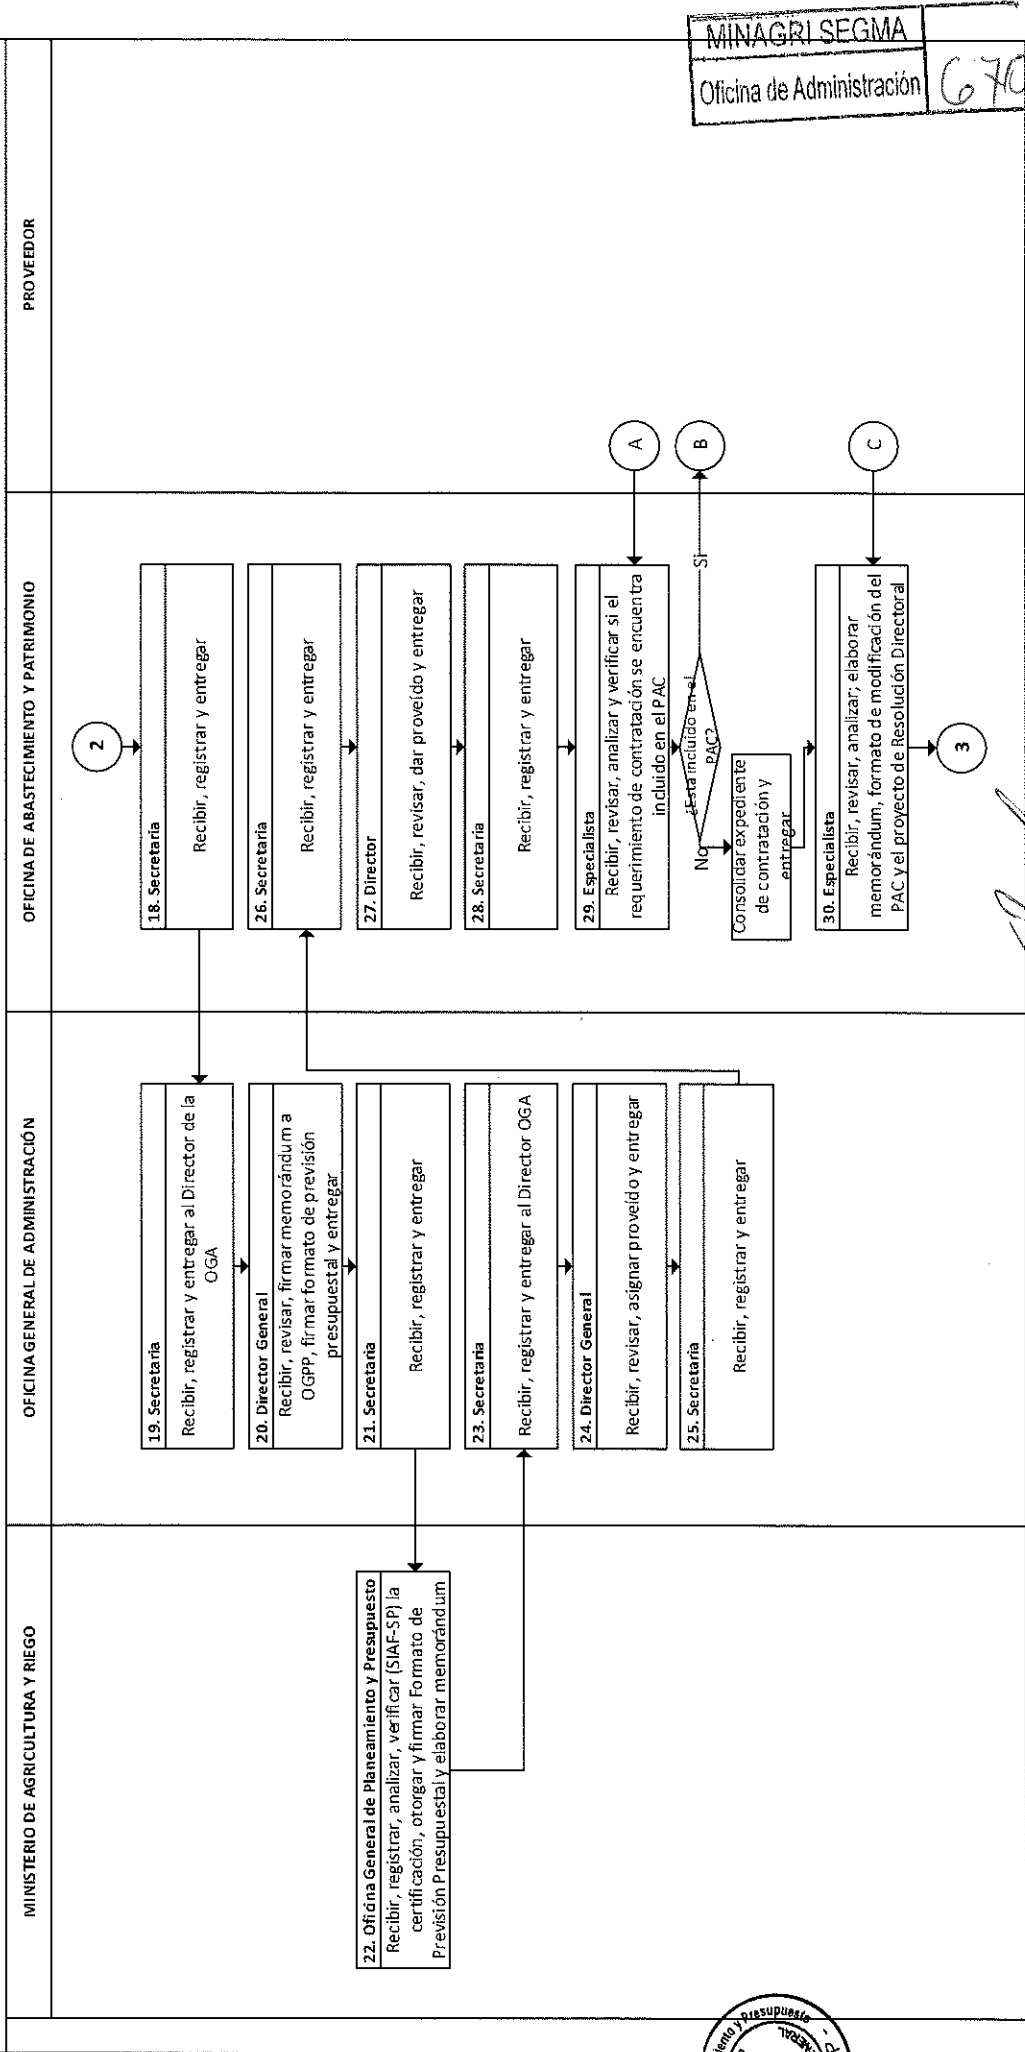 MINAGRI SEGMA
Oficina de Administración
670
MINISTERIO DE AGRICULTURA Y RIEGO
OFICINA GENERAL DE ADMINISTRACIÓN
OFICINA DE ABASTECIMIENTO Y PATRIMONIO
PROVEEDOR
2
18. Secretaria
Recibir, registrar y entregar
19. Secretaria
Recibir, registrar y entregar al Director de la
OGA
20. Director General
Recibir, revisar, firmar memorándum a
OGPP, firmar formato de previsión
presupuestal y entregar
21. Secretaria
Recibir, registrar y entregar
22. Oficina General de Planeamiento y Presupuesto
Recibir, registrar, analizar, verificar (SIAF-SP) la
certificación, otorgar y firmar Formato de
Previsión Presupuestal y elaborar memorándum
23. Secretaria
Recibir, registrar y entregar al Director OGA
24. Director General
Recibir, revisar, asignar proveído y entregar
25. Secretaria
Recibir, registrar y entregar
26. Secretaria
Recibir, registrar y entregar
27. Director
Recibir, revisar, dar proveído y entregar
28. Secretaria
Recibir, registrar y entregar
29. Especialista
Recibir, revisar, analizar y verificar si el
requerimiento de contratación se encuentra
incluido en el PAC
A
¿Esta incluido en el
PAC?
Si
B
No
Consolidar expediente
de contratación y
entregar
30. Especialista
Recibir, revisar, analizar; elaborar
memorándum, formato de modificación del
PAC y el proyecto de Resolución Directoral
C
3
y Presupuesto